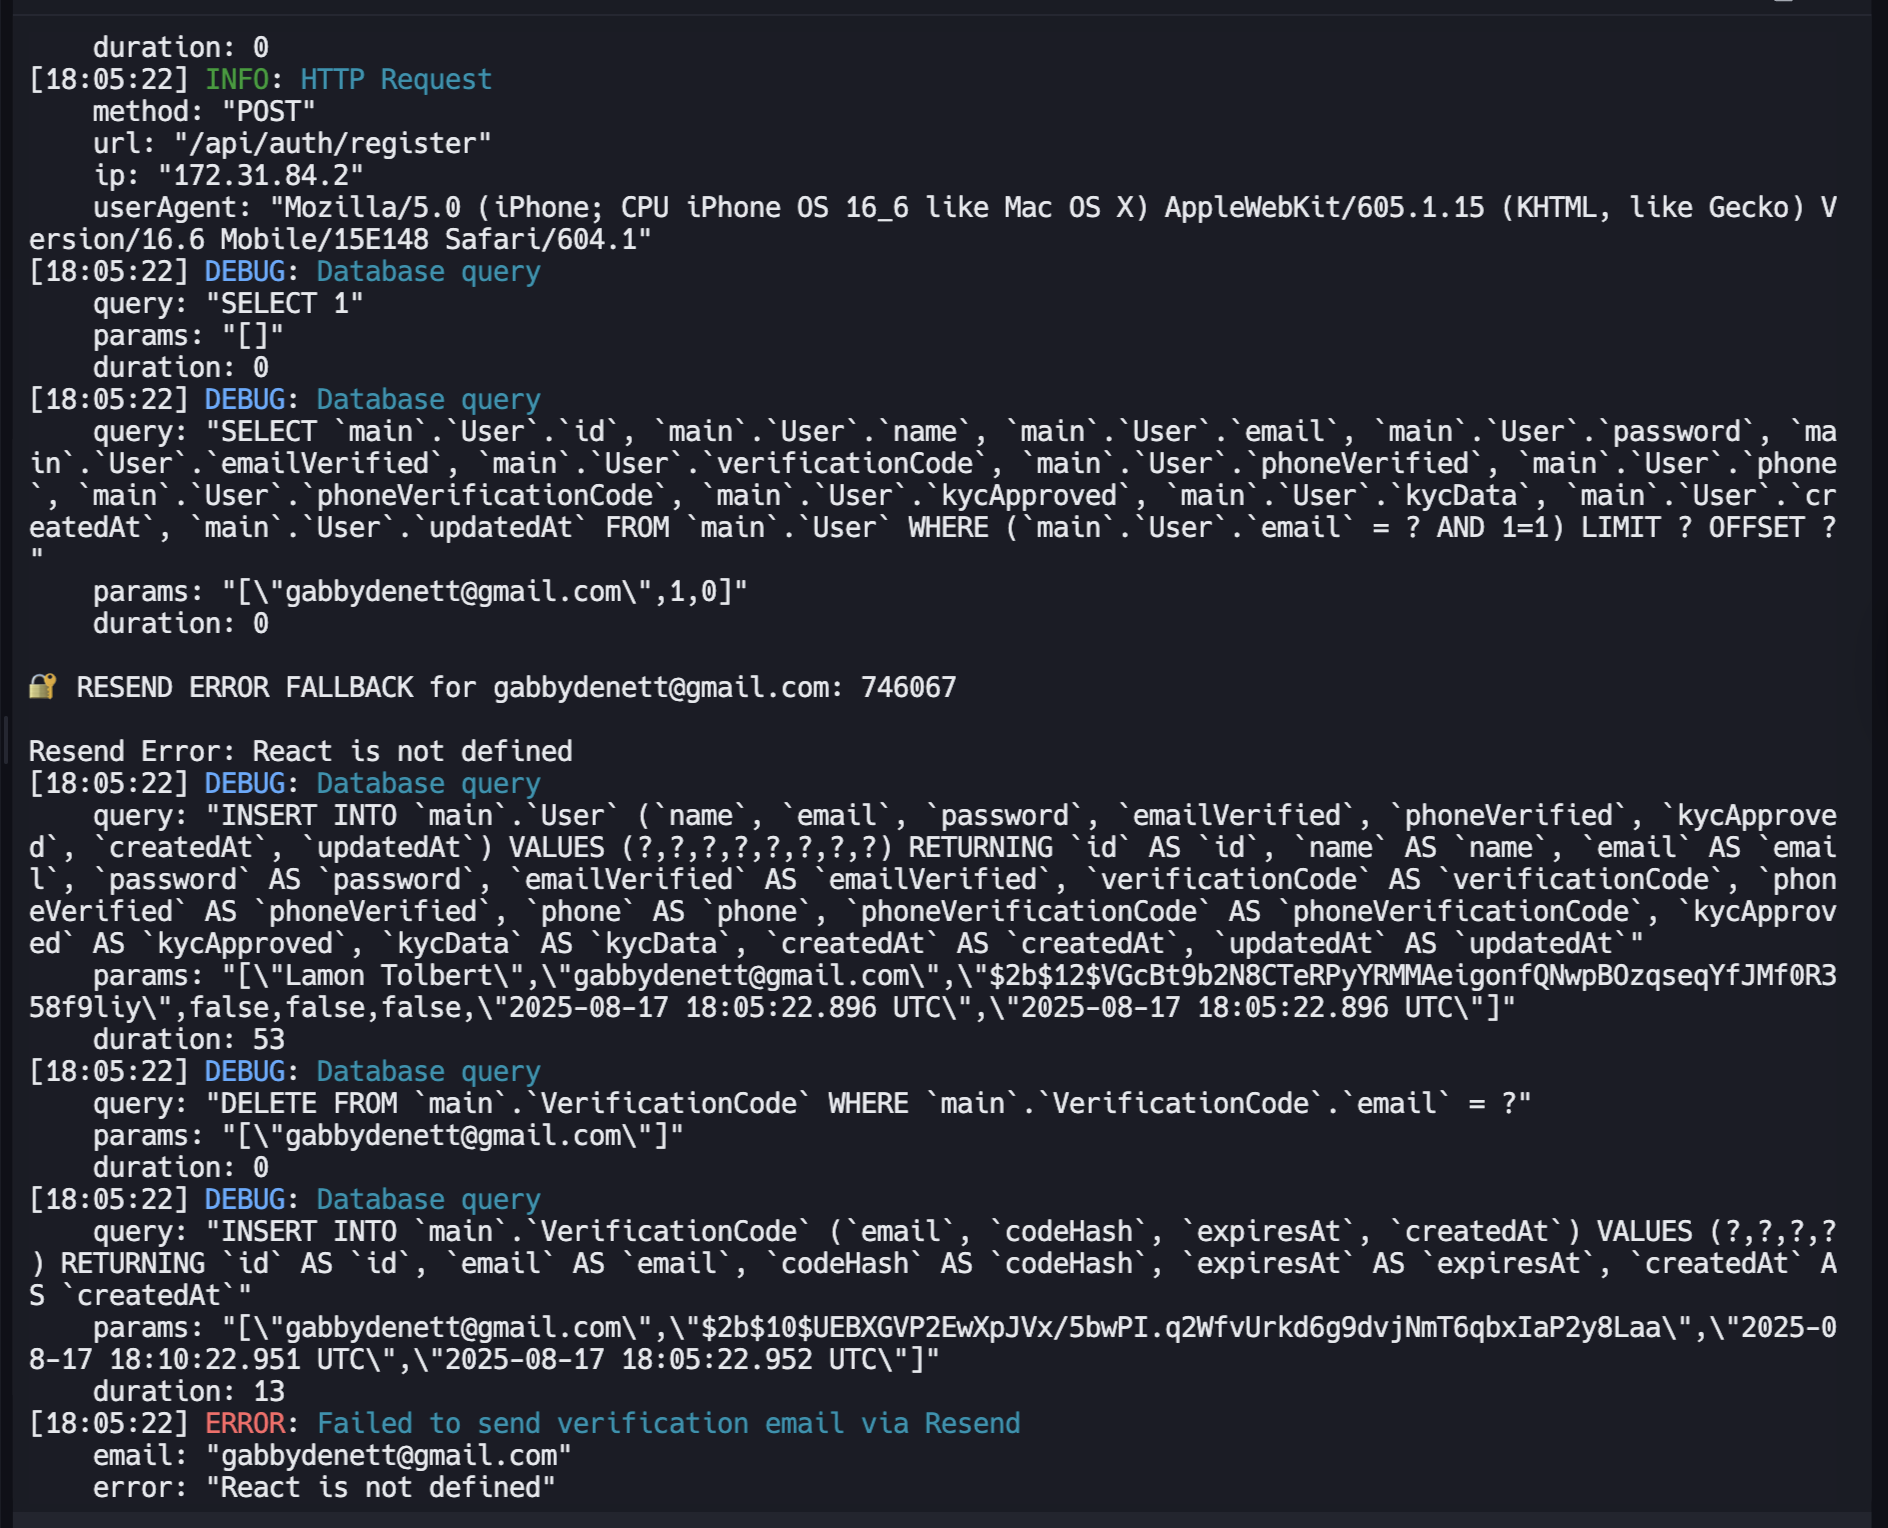 duration: 0
[18:05:22] INFO: HTTP Request
method: "POST"
url: "/api/auth/register"
ip: "172.31.84.2"
userAgent: "Mozilla/5.0 (iPhone; CPU iPhone OS 16_6 like Mac OS X) AppleWebKit/605.1.15 (KHTML, like Gecko) V
ersion/16.6 Mobile/15E148 Safari/604.1"
[18:05:22] DEBUG: Database query
query: "SELECT 1"
params: "[]"
duration: 0
[18:05:22] DEBUG: Database query
query: "SELECT `main`.`User`.`id`, `main`.`User`.`name`, `main`.`User`.`email`, `main`.`User`.`password`, `ma
in`.`User`.`emailVerified`, `main`.`User`.`verificationCode`, `main`.`User`.`phoneVerified`, `main`.`User`.`phone
`, `main`.`User`.`phoneVerificationCode`, `main`.`User`.`kycApproved`, `main`.`User`.`kycData`, `main`.`User`.`cr
eatedAt`, `main`.`User`.`updatedAt` FROM `main`.`User` WHERE (`main`.`User`.`email` = ? AND 1=1) LIMIT ? OFFSET ?
"
params: "[\"gabbydenett@gmail.com\",1,0]"
duration: 0
🔐 RESEND ERROR FALLBACK for gabbydenett@gmail.com: 746067
Resend Error: React is not defined
[18:05:22] DEBUG: Database query
query: "INSERT INTO `main`.`User` (`name`, `email`, `password`, `emailVerified`, `phoneVerified`, `kycApprove
d`, `createdAt`, `updatedAt`) VALUES (?,?,?,?,?,?,?,?) RETURNING `id` AS `id`, `name` AS `name`, `email` AS `emai
l`, `password` AS `password`, `emailVerified` AS `emailVerified`, `verificationCode` AS `verificationCode`, `phon
eVerified` AS `phoneVerified`, `phone` AS `phone`, `phoneVerificationCode` AS `phoneVerificationCode`, `kycApprov
ed` AS `kycApproved`, `kycData` AS `kycData`, `createdAt` AS `createdAt`, `updatedAt` AS `updatedAt`"
params: "[\"Lamon Tolbert\",\"gabbydenett@gmail.com\",\"$2b$12$VGcBt9b2N8CTeRPyYRMMAeigonfQNwpBOzqseqYfJMf0R3
58f9liy\",false,false,false,\"2025-08-17 18:05:22.896 UTC\",\"2025-08-17 18:05:22.896 UTC\"]"
duration: 53
[18:05:22] DEBUG: Database query
query: "DELETE FROM `main`.`VerificationCode` WHERE `main`.`VerificationCode`.`email` = ?"
params: "[\"gabbydenett@gmail.com\"]"
duration: 0
[18:05:22] DEBUG: Database query
query: "INSERT INTO `main`.`VerificationCode` (`email`, `codeHash`, `expiresAt`, `createdAt`) VALUES (?,?,?,?
) RETURNING `id` AS `id`, `email` AS `email`, `codeHash` AS `codeHash`, `expiresAt` AS `expiresAt`, `createdAt` A
S `createdAt`"
params: "[\"gabbydenett@gmail.com\",\"$2b$10$UEBXGVP2EwXpJVx/5bwPI.q2WfvUrkd6g9dvjNmT6qbxIaP2y8Laa\",\"2025-0
8-17 18:10:22.951 UTC\",\"2025-08-17 18:05:22.952 UTC\"]"
duration: 13
[18:05:22] ERROR: Failed to send verification email via Resend
email: "gabbydenett@gmail.com"
error: "React is not defined"